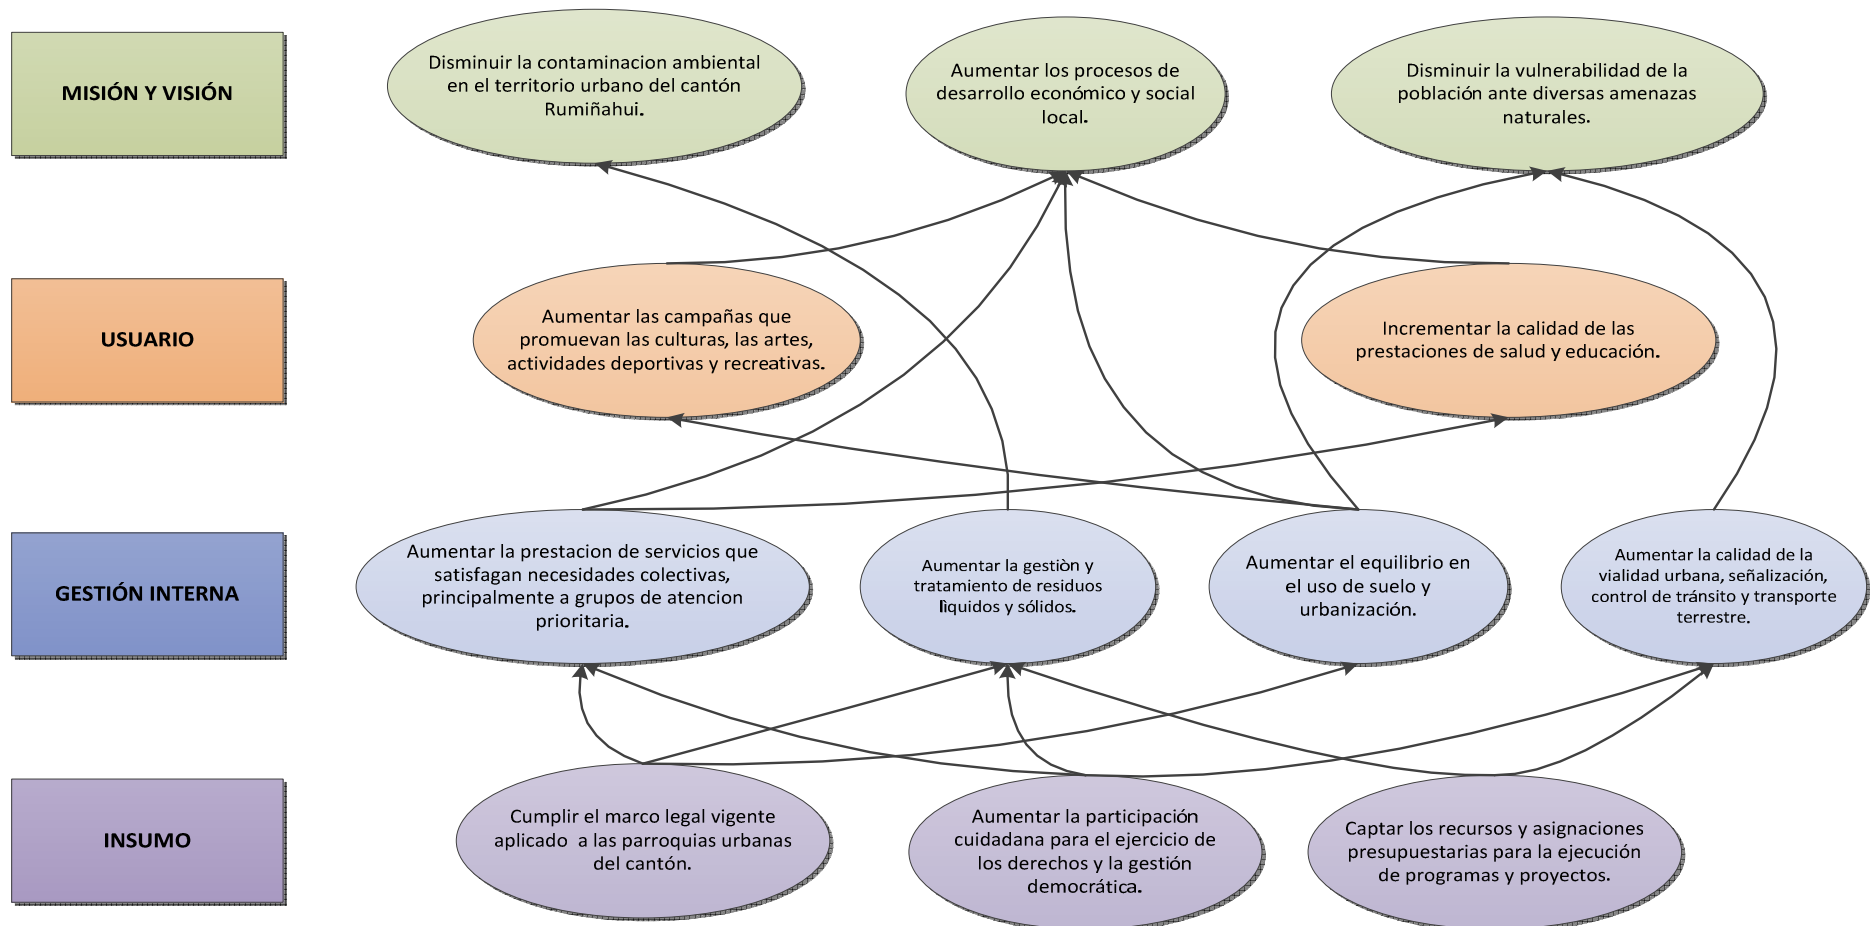 MISIÓN Y VISIÓN
Disminuir la contaminacion ambiental
en el territorio urbano del cantón
Rumiñahui.
Aumentar los procesos de
desarrollo económico y social
local.
Disminuir la vulnerabilidad de la
población ante diversas amenazas
naturales.
USUARIO
Aumentar las campañas que
promuevan las culturas, las artes,
actividades deportivas y recreativas.
Incrementar la calidad de las
prestaciones de salud y educación.
GESTIÓN INTERNA
Aumentar la prestacion de servicios que
satisfagan necesidades colectivas,
principalmente a grupos de atencion
prioritaria.
Aumentar la gestiòn y
tratamiento de residuos
lìquidos y sólidos.
Aumentar el equilibrio en
el uso de suelo y
urbanización.
Aumentar la calidad de la
vialidad urbana, señalización,
control de tránsito y transporte
terrestre.
INSUMO
Cumplir el marco legal vigente
aplicado a las parroquias urbanas
del cantón.
Aumentar la participación
cuidadana para el ejercicio de
los derechos y la gestión
democrática.
Captar los recursos y asignaciones
presupuestarias para la ejecución
de programas y proyectos.